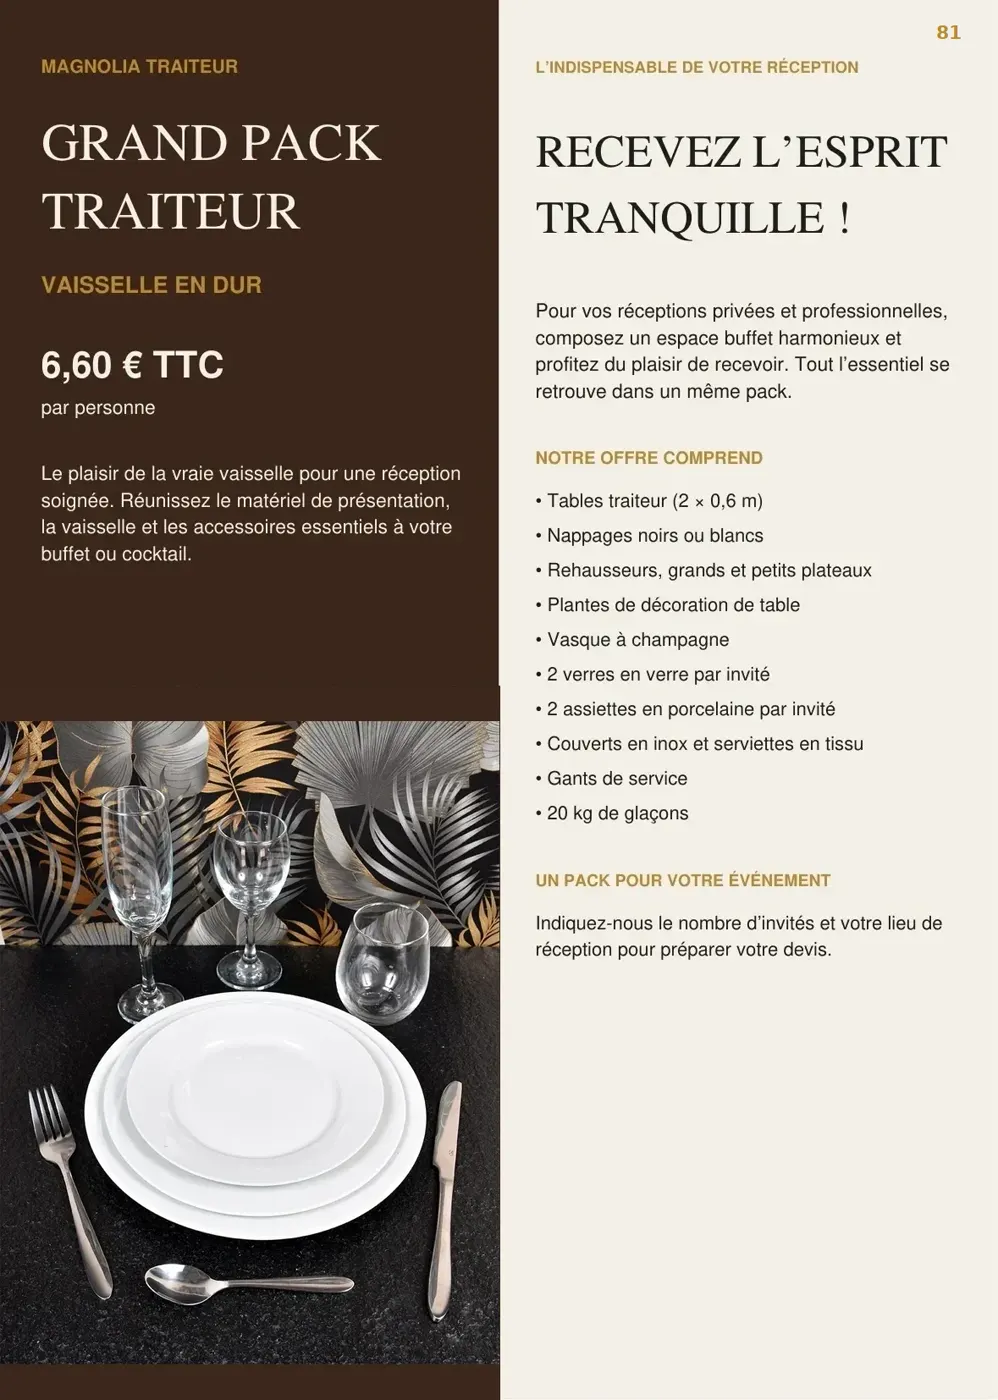 MAGNOLIA TRAITEUR
GRAND PACK
TRAITEUR
VAISSELLE EN DUR
6,60 € TTC
par personne
Le plaisir de la vraie vaisselle pour une réception
soignée. Réunissez le matériel de présentation,
la vaisselle et les accessoires essentiels à votre
buffet ou cocktail.
81
L’INDISPENSABLE DE VOTRE RÉCEPTION
RECEVEZ L’ESPRIT
TRANQUILLE !
Pour vos réceptions privées et professionnelles,
composez un espace buffet harmonieux et
profitez du plaisir de recevoir. Tout l’essentiel se
retrouve dans un même pack.
NOTRE OFFRE COMPREND
• Tables traiteur (2 × 0,6 m)
• Nappages noirs ou blancs
• Rehausseurs, grands et petits plateaux
• Plantes de décoration de table
• Vasque à champagne
• 2 verres en verre par invité
• 2 assiettes en porcelaine par invité
• Couverts en inox et serviettes en tissu
• Gants de service
• 20 kg de glaçons
UN PACK POUR VOTRE ÉVÉNEMENT
Indiquez-nous le nombre d’invités et votre lieu de
réception pour préparer votre devis.